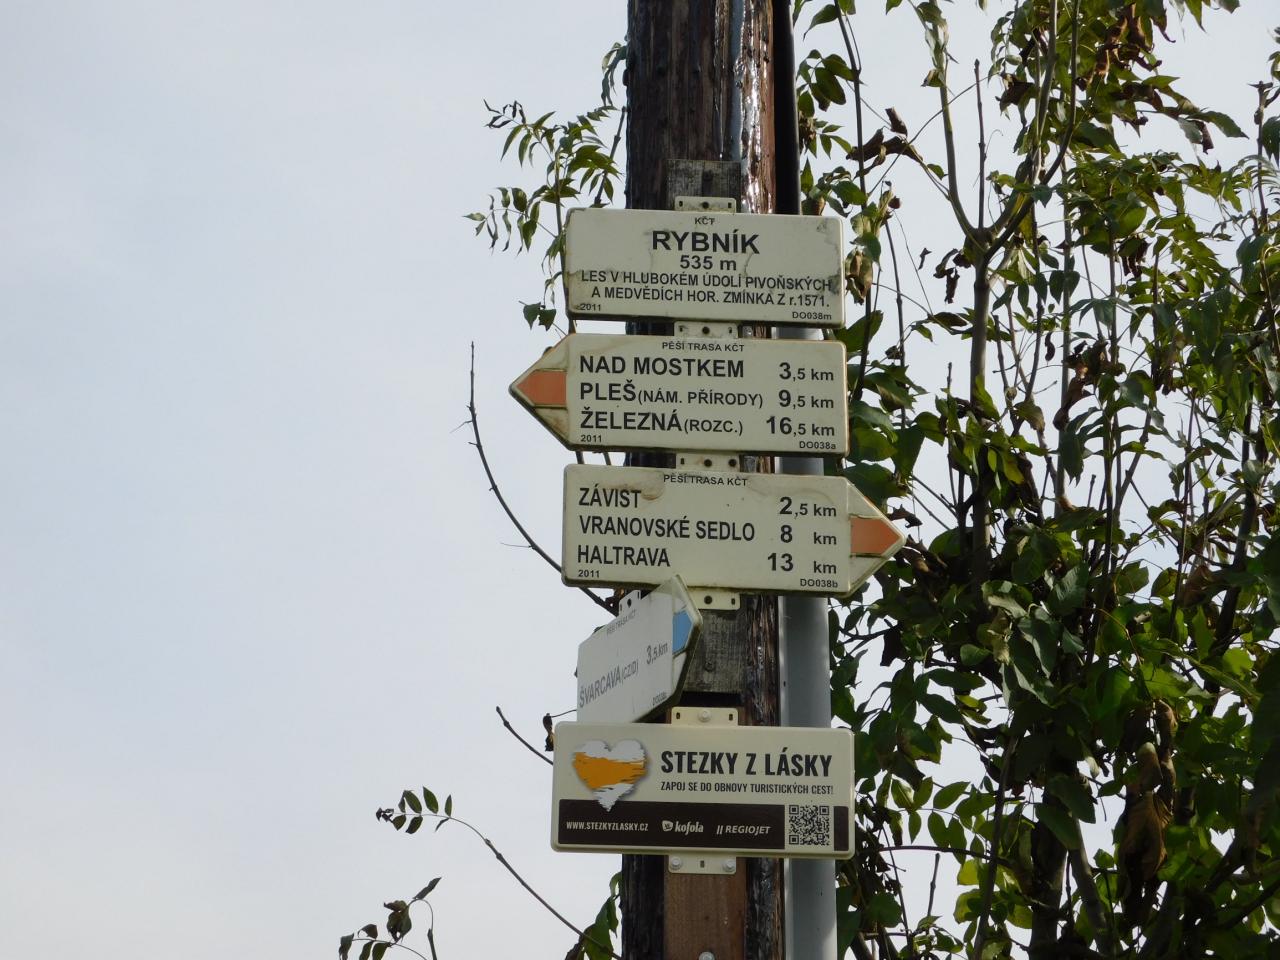 KČT
RYBNÍK
535 m
LES V HLUBOKÉM ÚDOLÍ PIVOŇSKÝCH
A MEDVĚDÍCH HOR. ZMÍNKA Z r.1571.
2011 DO038m
PĚŠÍ TRASA KČT
NAD MOSTKEM 3,5 km
PLEŠ (NÁM. PŘÍRODY) 9,5 km
ŽELEZNÁ (ROZC.) 16,5 km
2011 DO038a
PĚŠÍ TRASA KČT
ZÁVIST 2,5 km
VRANOVSKÉ SEDLO 8 km
HALTRAVA 13 km
2011 DO038b
PĚŠÍ TRASA KČT
ŠVARCAVA (CZ/D) 3,5 km
STEZKY Z LÁSKY
ZAPOJ SE DO OBNOVY TURISTICKÝCH CEST!
WWW.STEZKYZLASKY.CZ kofola REGIOJET